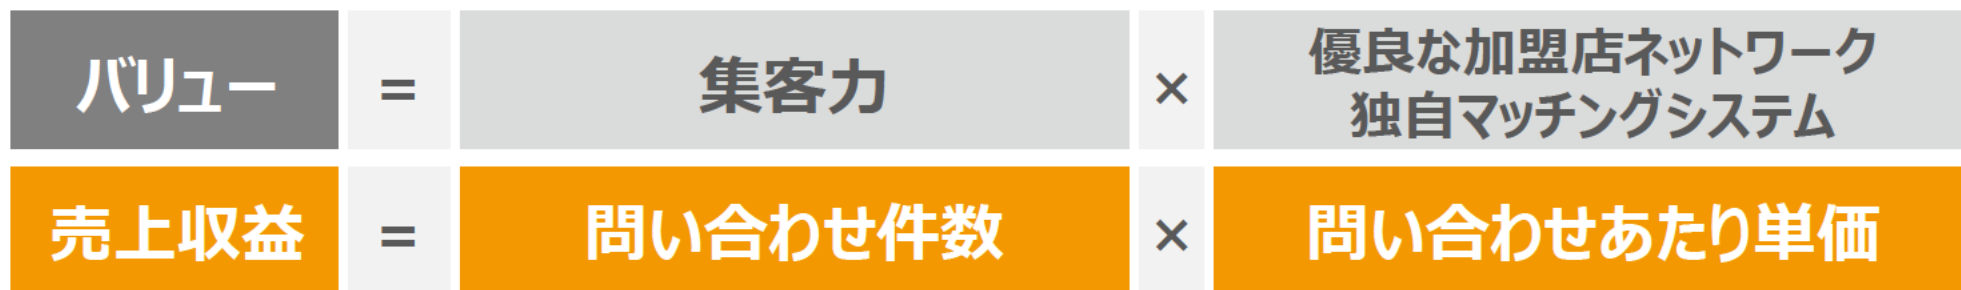 バリュー = 集客力 × 優良な加盟店ネットワーク
独自マッチングシステム
売上収益 = 問い合わせ件数 × 問い合わせあたり単価